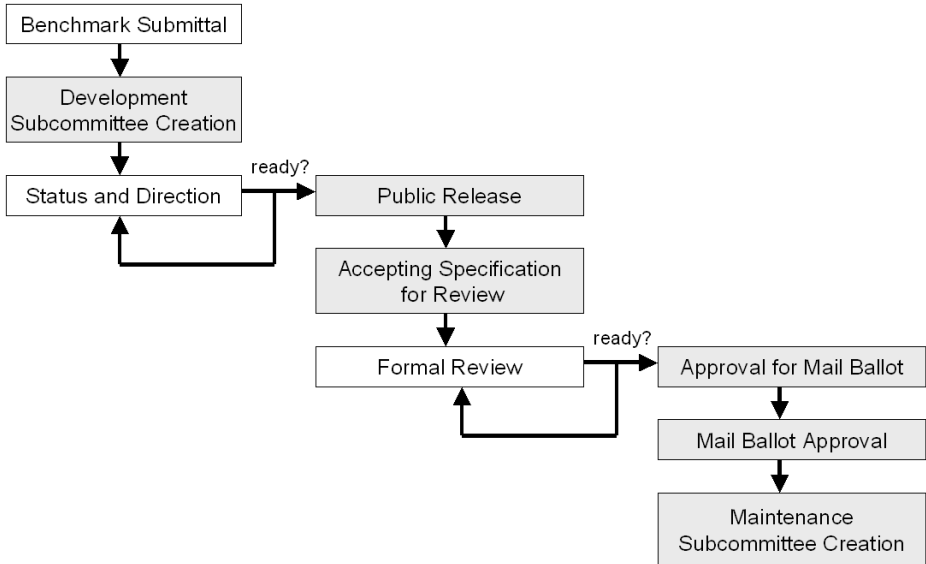 Benchmark Submittal
Development
Subcommittee Creation
Status and Direction
ready?
Public Release
Accepting Specification
for Review
Formal Review
ready?
Approval for Mail Ballot
Mail Ballot Approval
Maintenance
Subcommittee Creation